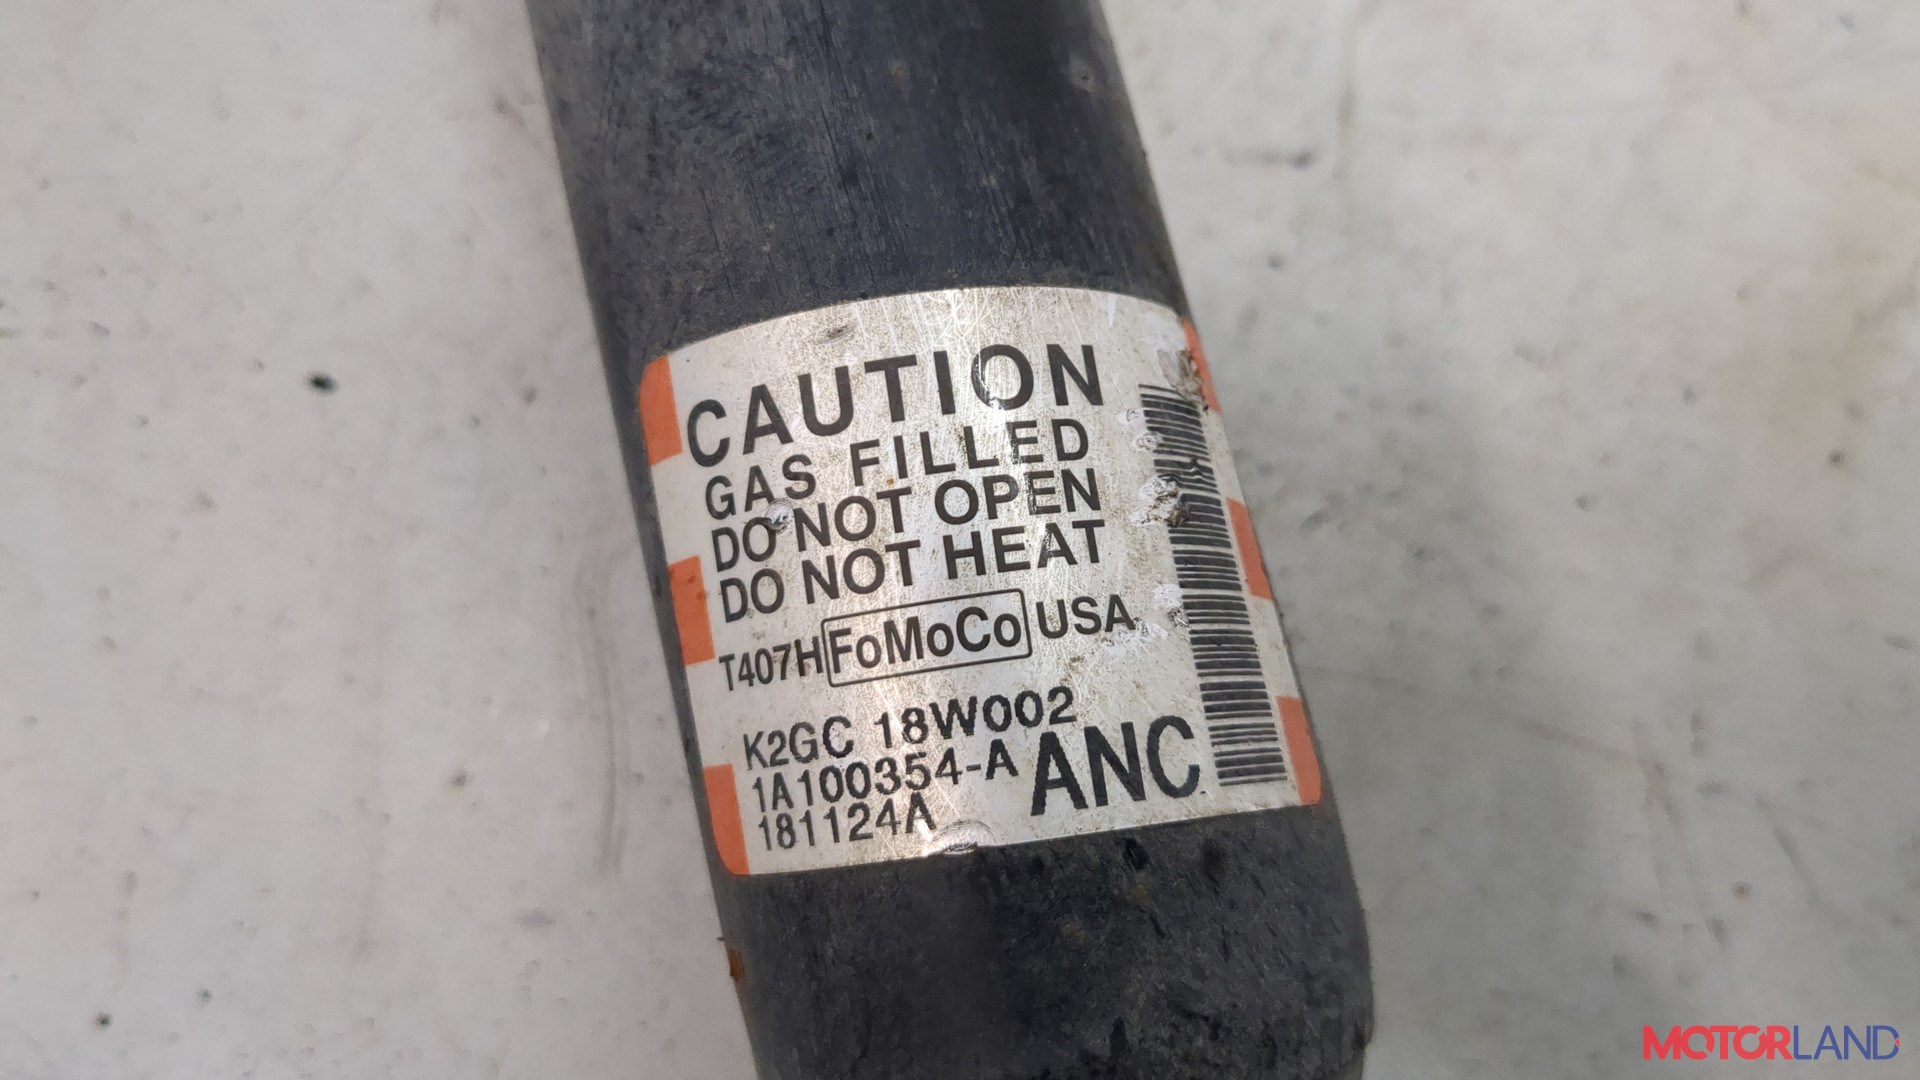 CAUTION
GAS FILLED
DO NOT OPEN
DO NOT HEAT
T407H FoMoCo USA
K2GC 18W002
1A100354-A ANC
181124A
MOTORLAND